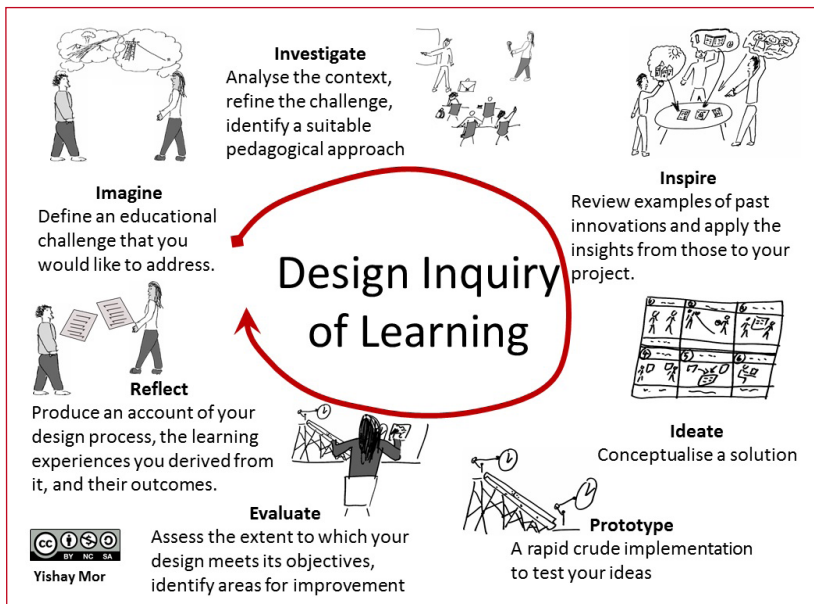 Imagine
Define an educational
challenge that you
would like to address.
Investigate
Analyse the context,
refine the challenge,
identify a suitable
pedagogical approach
Inspire
Review examples of past
innovations and apply the
insights from those to your
project.
Design Inquiry
of Learning
Ideate
Conceptualise a solution
Prototype
A rapid crude implementation
to test your ideas
Evaluate
Assess the extent to which your
design meets its objectives,
identify areas for improvement
Reflect
Produce an account of your
design process, the learning
experiences you derived from
it, and their outcomes.
cc
BY NC SA
Yishay Mor